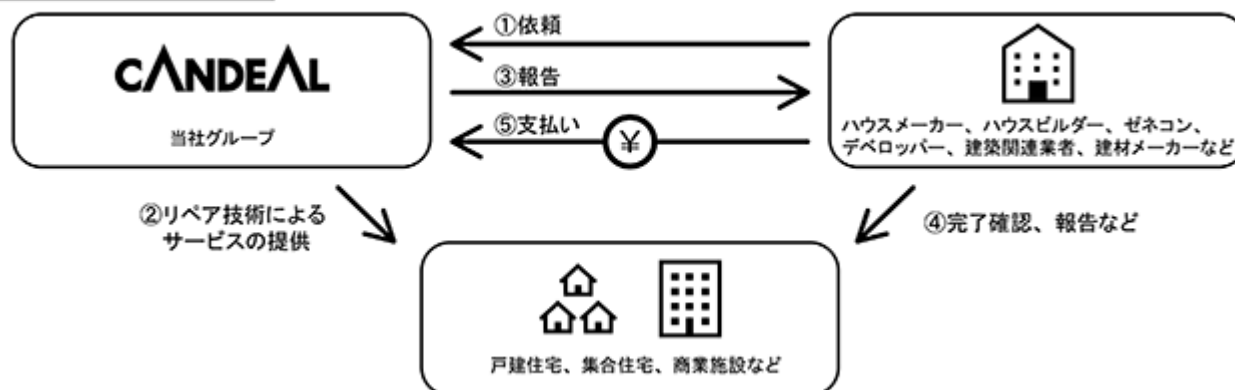 CANDEAL
当社グループ
①依頼
③報告
⑤支払い
¥
ハウスメーカー、ハウスビルダー、ゼネコン、
デベロッパー、建築関連業者、建材メーカーなど
②リペア技術による
サービスの提供
④完了確認、報告など
戸建住宅、集合住宅、商業施設など